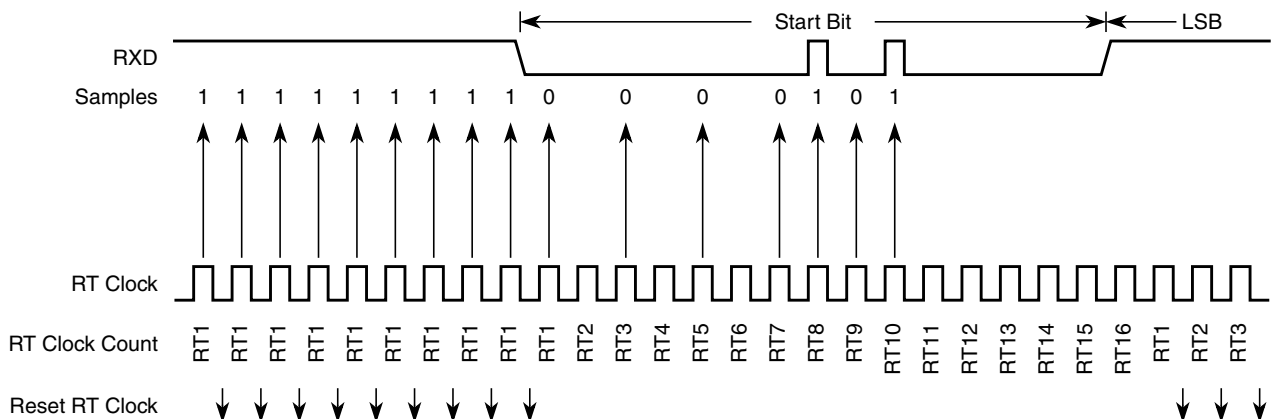 Start Bit LSB
RXD
Samples 1 1 1 1 1 1 1 1 1 0 0 0 0 1 0 1
RT Clock
RT Clock Count RT1 RT1 RT1 RT1 RT1 RT1 RT1 RT1 RT1 RT1 RT2 RT3 RT4 RT5 RT6 RT7 RT8 RT9 RT10 RT11 RT12 RT13 RT14 RT15 RT16 RT1 RT2 RT3
Reset RT Clock